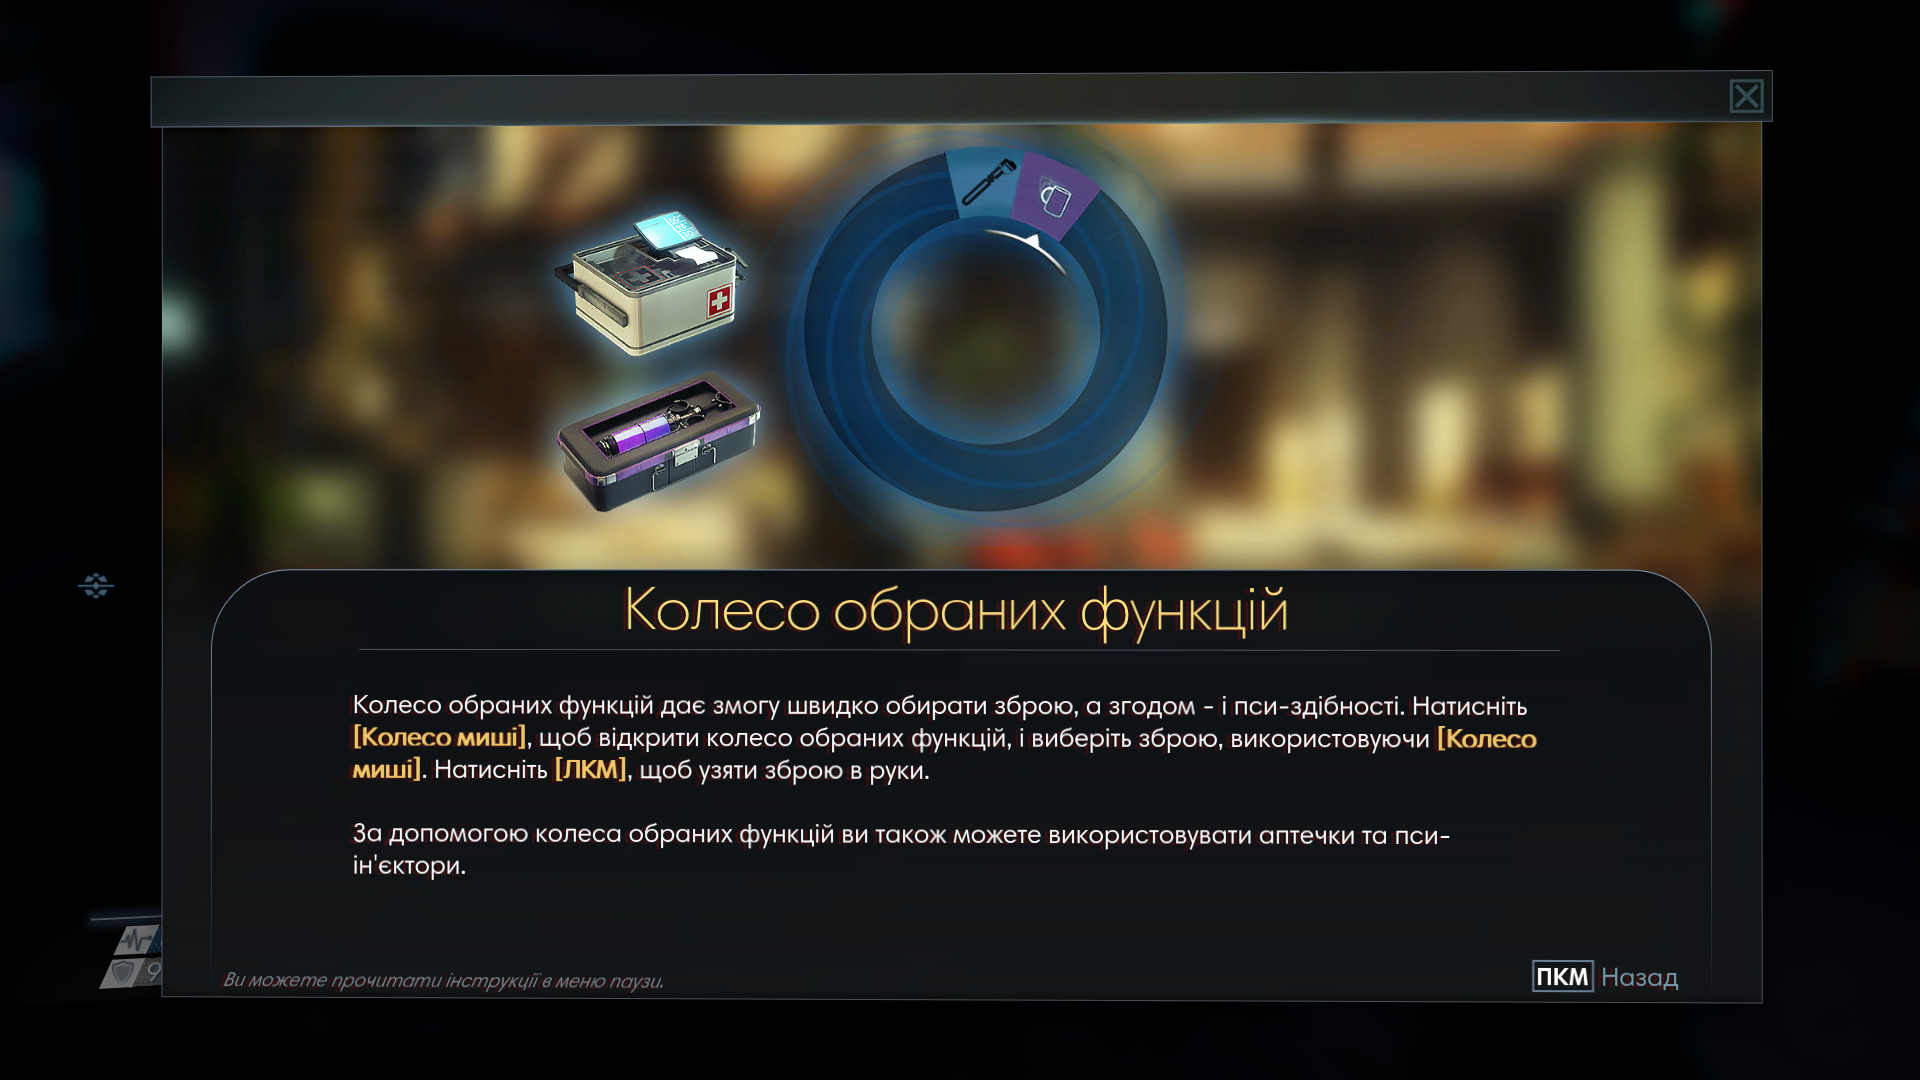 Колесо обраних функцій
Колесо обраних функцій дає змогу швидко обирати зброю, а згодом - і пси-здібності. Натисніть
[Колесо миші], щоб відкрити колесо обраних функцій, і виберіть зброю, використовуючи [Колесо
миші]. Натисніть [ЛКМ], щоб узяти зброю в руки.
За допомогою колеса обраних функцій ви також можете використовувати аптечки та пси-
ін'єктори.
9
Ви можете прочитати інструкції в меню паузи.
ПКМ Назад